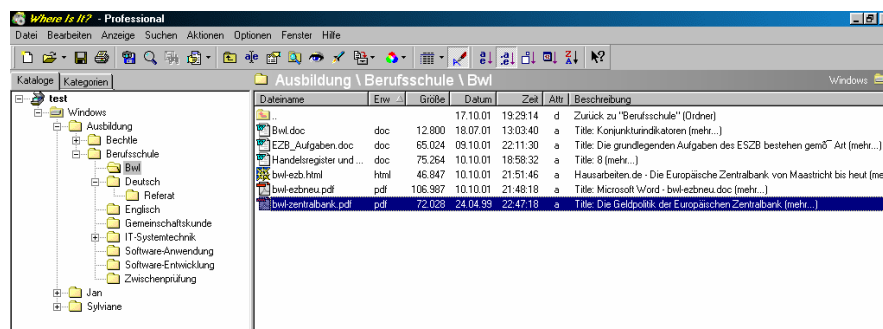 Where Is It? - Professional
Datei Bearbeiten Anzeige Suchen Aktionen Optionen Fenster Hilfe
Kataloge Kategorien
Ausbildung \ Berufsschule \ Bwl Windows
test
Windows
Ausbildung
Bechtle
Berufsschule
Bwl
Deutsch
Referat
Englisch
Gemeinschaftskunde
IT-Systemtechnik
Software-Anwendung
Software-Entwicklung
Zwischenprüfung
Jan
Sylviane
Dateiname Erw Größe Datum Zeit Attr Beschreibung
.. 17.10.01 19:29:14 d Zurück zu "Berufsschule" (Ordner)
Bwl.doc doc 12.800 18.07.01 13:03:40 a Title: Konjunkturindikatoren (mehr...)
EZB_Aufgaben.doc doc 65.024 09.10.01 22:11:30 a Title: Die grundlegenden Aufgaben des ESZB bestehen gemõ¯ Art (mehr...)
Handelsregister und ... doc 75.264 10.10.01 18:58:32 a Title: 8 (mehr...)
bwl-ezb.html html 46.847 10.10.01 21:51:46 a Hausarbeiten.de - Die Europäische Zentralbank von Maastricht bis heut (me
bwl-ezbneu.pdf pdf 106.987 10.10.01 21:48:18 a Title: Microsoft Word - bwl-ezbneu.doc (mehr...)
bwl-zentralbank.pdf pdf 72.028 24.04.99 22:47:18 a Title: Die Geldpolitik der Europäischen Zentralbank (mehr...)